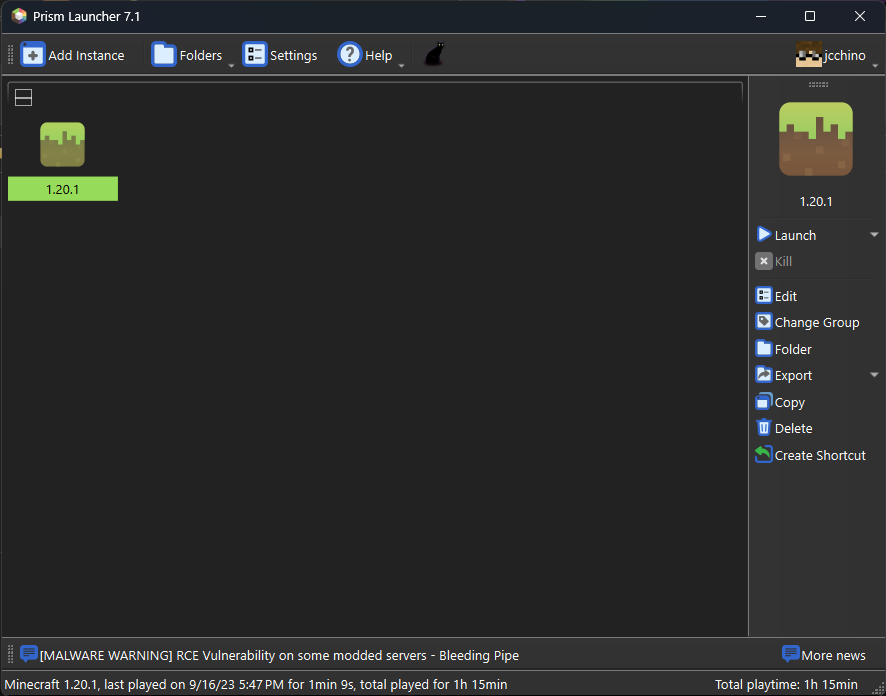 Prism Launcher 7.1
Add Instance Folders Settings Help jcchino
1.20.1
1.20.1
Launch
Kill
Edit
Change Group
Folder
Export
Copy
Delete
Create Shortcut
[MALWARE WARNING] RCE Vulnerability on some modded servers - Bleeding Pipe More news
Minecraft 1.20.1, last played on 9/16/23 5:47 PM for 1min 9s, total played for 1h 15min Total playtime: 1h 15min